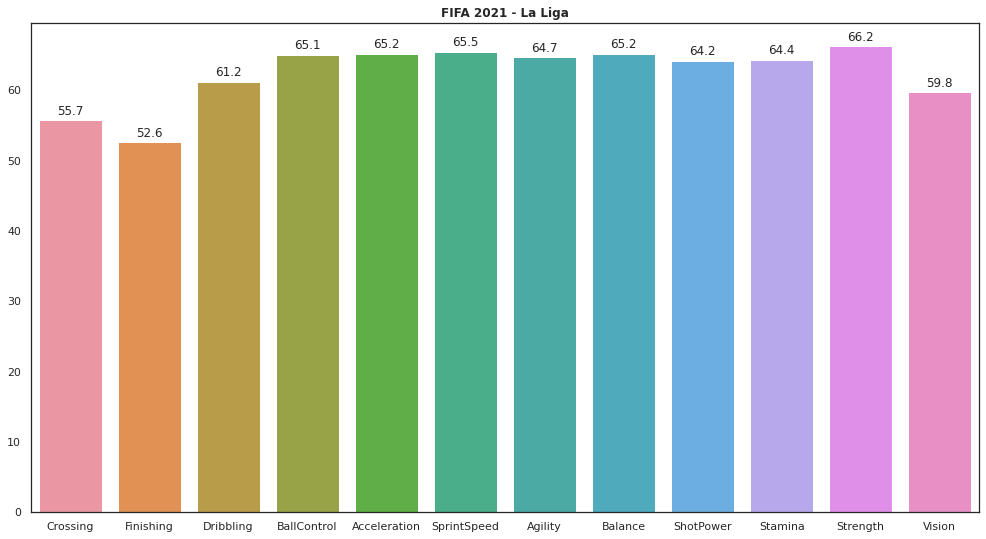 FIFA 2021 - La Liga
55.7
52.6
61.2
65.1
65.2
65.5
64.7
65.2
64.2
64.4
66.2
59.8
60
50
40
30
20
10
0
Crossing
Finishing
Dribbling
BallControl
Acceleration
SprintSpeed
Agility
Balance
ShotPower
Stamina
Strength
Vision